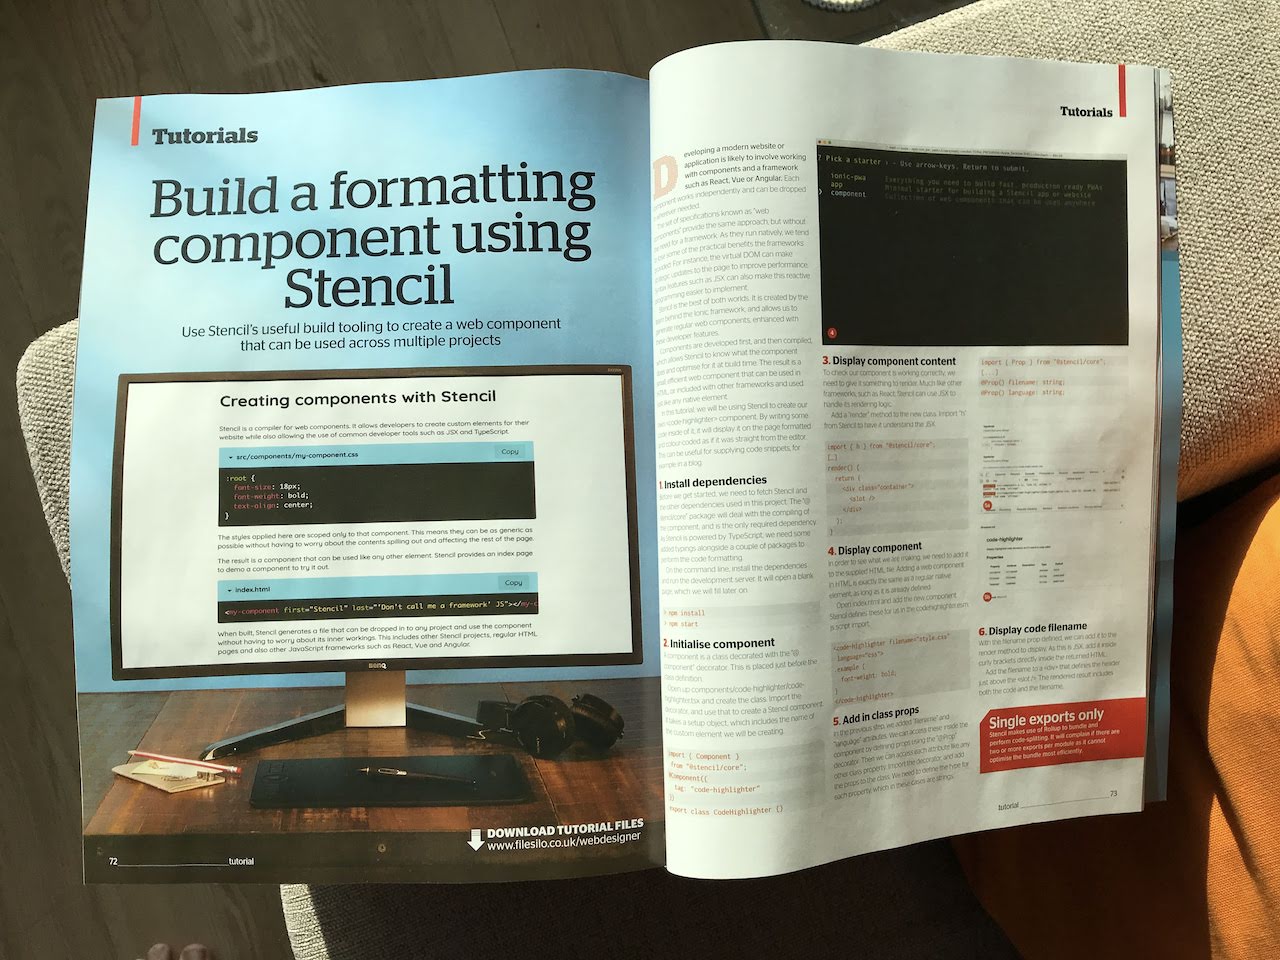 Tutorials
Build a formatting
component using
Stencil
Use Stencil's useful build tooling to create a web component
that can be used across multiple projects
Creating components with Stencil
Stencil is a compiler for web components. It allows developers to create custom elements for their
website while also allowing the use of common developer tools such as JSX and TypeScript.
src/components/my-component.css
Copy
:root {
font-size: 18px;
font-weight: bold;
text-align: center;
}
The styles applied here are scoped only to that component. This means they can be as generic as
possible without having to worry about the contents spilling out and affecting the rest of the page.
The result is a component that can be used like any other element. Stencil provides an index page
to demo a component to try it out.
index.html
Copy
<my-component first="Stencil" last="'Don't call me a framework' JS"></my-c
When built, Stencil generates a file that can be dropped in to any project and use the component
without having to worry about its inner workings. This includes other Stencil projects, regular HTML
pages and also other JavaScript frameworks such as React, Vue and Angular.
BenQ
DOWNLOAD TUTORIAL FILES
www.filesilo.co.uk/webdesigner
72
tutorial
Tutorials
Developing a modern website or
application is likely to involve working
with components and a framework
such as React, Vue or Angular. Each
component works independently and can be dropped
wherever needed.
The set of specifications known as "web
components" provide the same approach, but without
the need for a framework. As they run natively, we tend
to lose some of the practical benefits the frameworks
provided. For instance, the virtual DOM can make
strategic updates to the page to improve performance.
features such as JSX can also make this reactive
programming easier to implement.
Stencil is the best of both worlds. It is created by the
team behind the Ionic framework, and allows us to
generate regular web components, enhanced with
these developer features.
Components are developed first, and then compiled,
which allows Stencil to know what the component
and optimise for it at build time. The result is a
small, efficient web component that can be used in
HTML, or included with other frameworks and used
just like any native element.
In this tutorial, we will be using Stencil to create our
own <code-highlighter> component. By writing some
code inside of it, it will display it on the page formatted
and colour coded as if it was straight from the editor.
This can be useful for supplying code snippets, for
example in a blog.
1. Install dependencies
Before we get started, we need to fetch Stencil and
the other dependencies used in this project. The "@
stencil/core" package will deal with the compiling of
the component, and is the only required dependency.
As Stencil is powered by TypeScript, we need some
added typings alongside a couple of packages to
perform the code formatting.
On the command line, install the dependencies
and run the development server. It will open a blank
page, which we will fill later on.
> npm install
> npm start
2. Initialise component
A component is a class decorated with the "@
Component" decorator. This is placed just before the
class definition.
Open up components/code-highlighter/code-
highlighter.tsx and create the class. Import the
decorator, and use that to create a Stencil component.
It takes a setup object, which includes the name of
the custom element we will be creating.
import { Component }
from "@stencil/core";
@Component({
tag: "code-highlighter"
})
export class CodeHighlighter {}
? Pick a starter › - Use arrow-keys. Return to submit.
ionic-pwa Everything you need to build fast, production ready PWAs
app Minimal starter for building a Stencil app or website
❯ component Collection of web components that can be used anywhere
4
3. Display component content
To check our component is working correctly, we
need to give it something to render. Much like other
frameworks, such as React, Stencil can use JSX to
handle its rendering logic.
Add a "render" method to the new class. Import "h"
from Stencil to have it understand the JSX.
import { h } from "@stencil/core";
[…]
render() {
return (
<div class="container">
<slot />
</div>
);
}
4. Display component
In order to see what we are making, we need to add it
to the supplied HTML file. Adding a web component
in HTML is exactly the same as it regular native
element, as long as it is already defined.
Open index.html and add the new component.
Stencil defines these for us in the codehighlighter.esm
.js script import.
<code-highlighter filename="style.css"
language="css">
.example {
font-weight: bold;
}
</code-highlighter>
5. Add in class props
In the previous step, we added "filename" and
"language" attributes. We can access these inside the
component by defining props using the "@Prop"
decorator. Then we can access each attribute like any
other class property. Import the decorator, and add
the props to the class. We need to define the type for
each property, which in these cases are strings.
import { Prop } from "@stencil/core";
[...]
@Prop() filename: string;
@Prop() language: string;
5a
code-highlighter
Properties
5b
6. Display code filename
With the filename prop defined, we can add it to the
render method to display. As this is JSX, add it inside
curly brackets directly inside the returned HTML.
Add the filename to a <div> that defines the header
just above the <slot />. The rendered result includes
both the code and the filename.
Single exports only
Stencil makes use of Rollup to bundle and
perform code-splitting. It will complain if there are
two or more exports per module as it cannot
optimise the bundle most efficiently.
tutorial
73